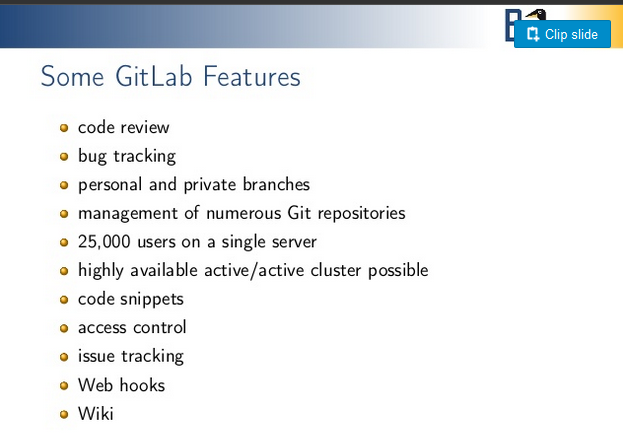 Clip slide
Some GitLab Features
code review
bug tracking
personal and private branches
management of numerous Git repositories
25,000 users on a single server
highly available active/active cluster possible
code snippets
access control
issue tracking
Web hooks
Wiki